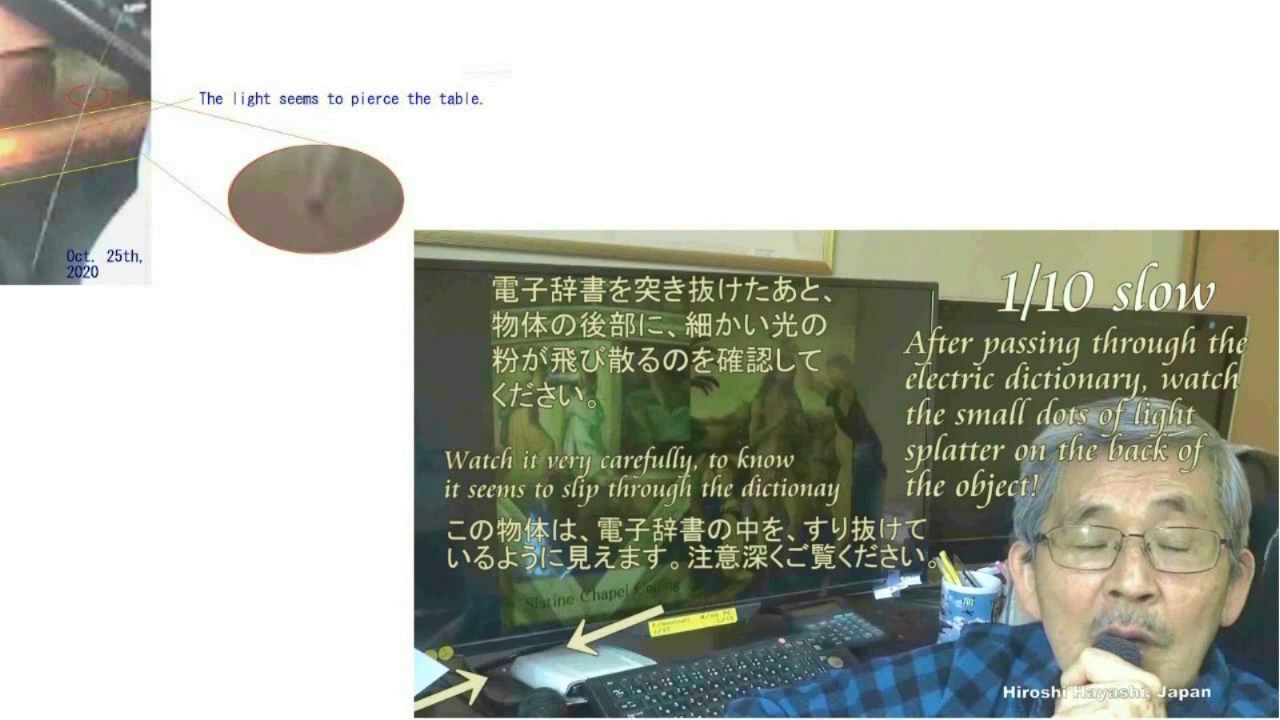 The light seems to pierce the table.
Oct. 25th,
2020
電子辞書を突き抜けたあと、
物体の後部に、細かい光の
粉が飛び散るのを確認して
ください。
1/10 slow
After passing through the
electric dictionary, watch
the small dots of light
splatter on the back of
the object!
Watch it very carefully, to know
it seems to slip through the dictionay
この物体は、電子辞書の中を、すり抜けて
いるように見えます。注意深くご覧ください。
Sistine Chapel Ceiling
Hiroshi Hayashi, Japan